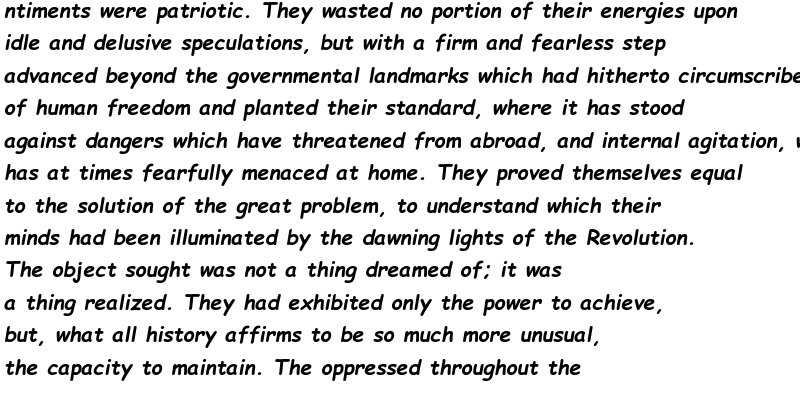 ntiments were patriotic. They wasted no portion of their energies upon
idle and delusive speculations, but with a firm and fearless step
advanced beyond the governmental landmarks which had hitherto circumscribe
of human freedom and planted their standard, where it has stood
against dangers which have threatened from abroad, and internal agitation,
has at times fearfully menaced at home. They proved themselves equal
to the solution of the great problem, to understand which their
minds had been illuminated by the dawning lights of the Revolution.
The object sought was not a thing dreamed of; it was
a thing realized. They had exhibited only the power to achieve,
but, what all history affirms to be so much more unusual,
the capacity to maintain. The oppressed throughout the